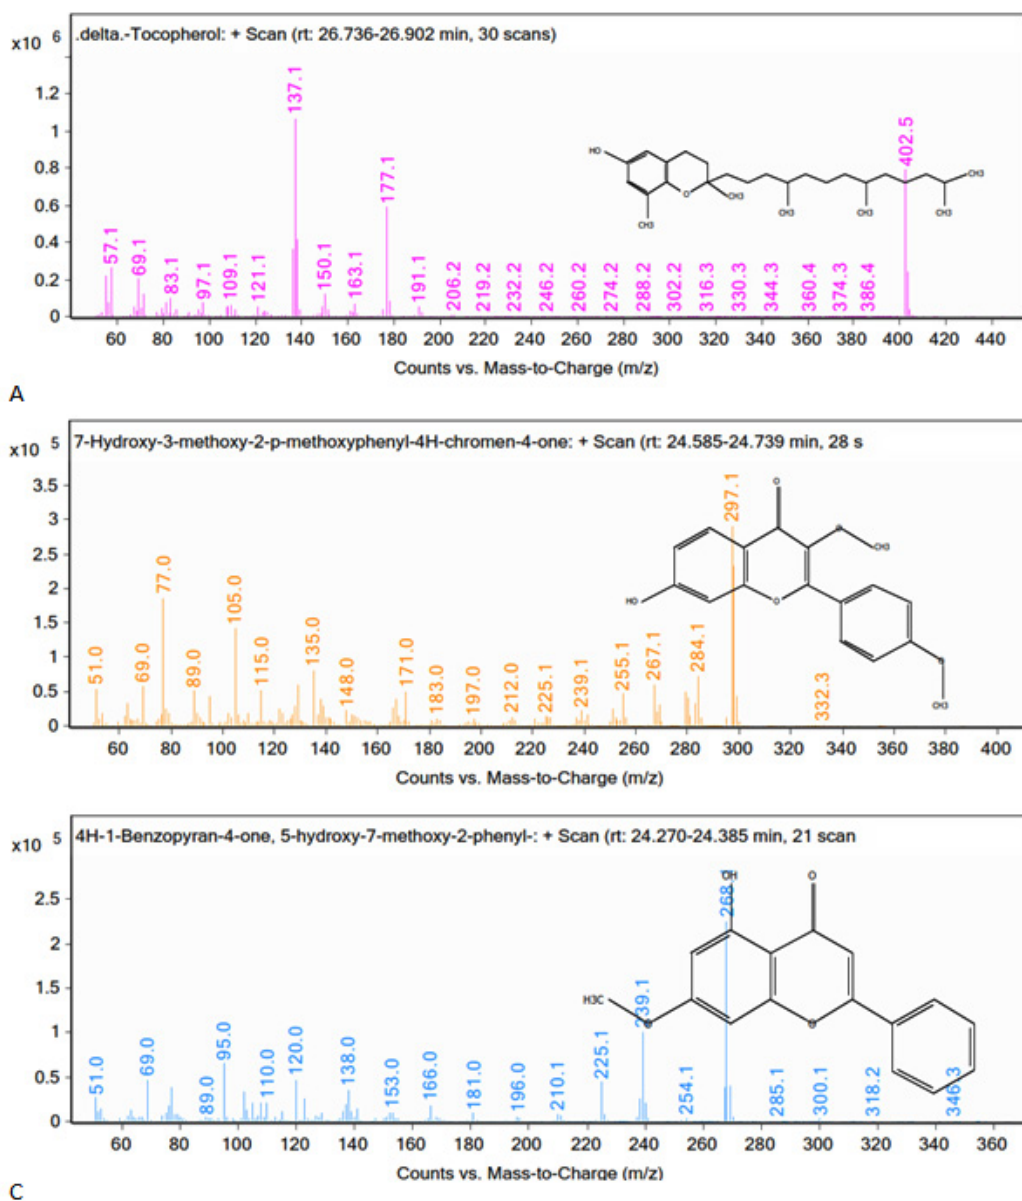 .delta.-Tocopherol: + Scan (rt: 26.736-26.902 min, 30 scans)
x10 6
1.2
1
0.8
0.6
0.4
0.2
0
57.1 69.1 83.1 97.1 109.1 121.1 137.1 150.1 163.1 177.1 191.1 206.2 219.2 232.2 246.2 260.2 274.2 288.2 302.2 316.3 330.3 344.3 360.4 374.3 386.4 402.5
HO CH3 O CH3 CH3 CH3 CH3 CH3
60 80 100 120 140 160 180 200 220 240 260 280 300 320 340 360 380 400 420 440
Counts vs. Mass-to-Charge (m/z)
A
7-Hydroxy-3-methoxy-2-p-methoxyphenyl-4H-chromen-4-one: + Scan (rt: 24.585-24.739 min, 28 s
x10 5
3.5
3
2.5
2
1.5
1
0.5
0
51.0 69.0 77.0 89.0 105.0 115.0 135.0 148.0 171.0 183.0 197.0 212.0 225.1 239.1 255.1 267.1 284.1 297.1 332.3
O O CH3 HO O O CH3
60 80 100 120 140 160 180 200 220 240 260 280 300 320 340 360 380 400
Counts vs. Mass-to-Charge (m/z)
4H-1-Benzopyran-4-one, 5-hydroxy-7-methoxy-2-phenyl-: + Scan (rt: 24.270-24.385 min, 21 scan
x10 5
2.5
2
1.5
1
0.5
0
51.0 69.0 89.0 95.0 110.0 120.0 138.0 153.0 166.0 181.0 196.0 210.1 225.1 239.1 254.1 285.1 300.1 318.2 346.3
OH O H3C O O
60 80 100 120 140 160 180 200 220 240 260 280 300 320 340 360
Counts vs. Mass-to-Charge (m/z)
C